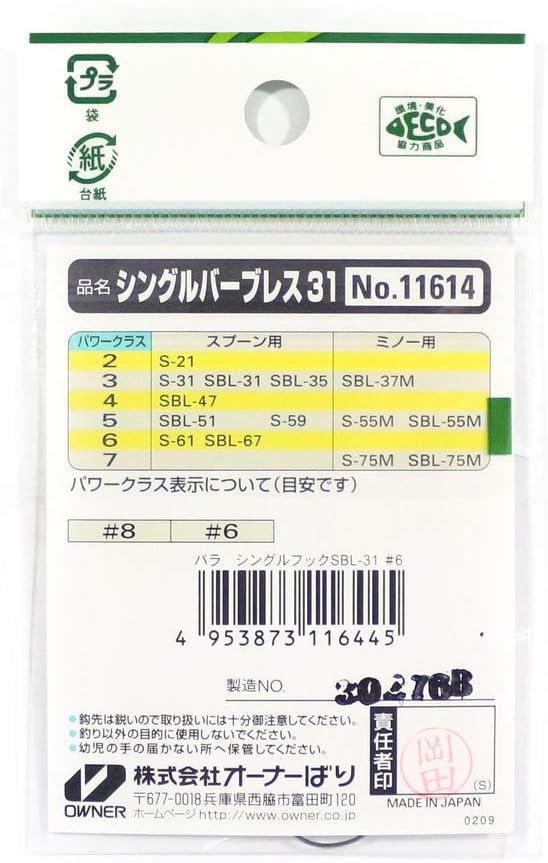 プラ
袋
紙
台紙
環境・美化
ECO
協力商品
品名 シングルバーブレス31 No.11614
パワークラス スプーン用 ミノー用
2 S-21
3 S-31 SBL-31 SBL-35 SBL-37M
4 SBL-47
5 SBL-51 S-59 S-55M SBL-55M
6 S-61 SBL-67
7 S-75M SBL-75M
パワークラス表示について(目安です)
#8 #6
バラ シングルフックSBL-31 #6
4 953873 116445
製造NO.
●鈎先は鋭いので取り扱いには十分御注意してください。
●釣り以外の目的に使用しないでください。
●幼児の手の届かない所へ保管してください。
責任者印
岡田
(S)
OWNER
株式会社オーナーばり
〒677-0018 兵庫県西脇市富田町120
ホームページ http://www.owner.co.jp
MADE IN JAPAN
0209